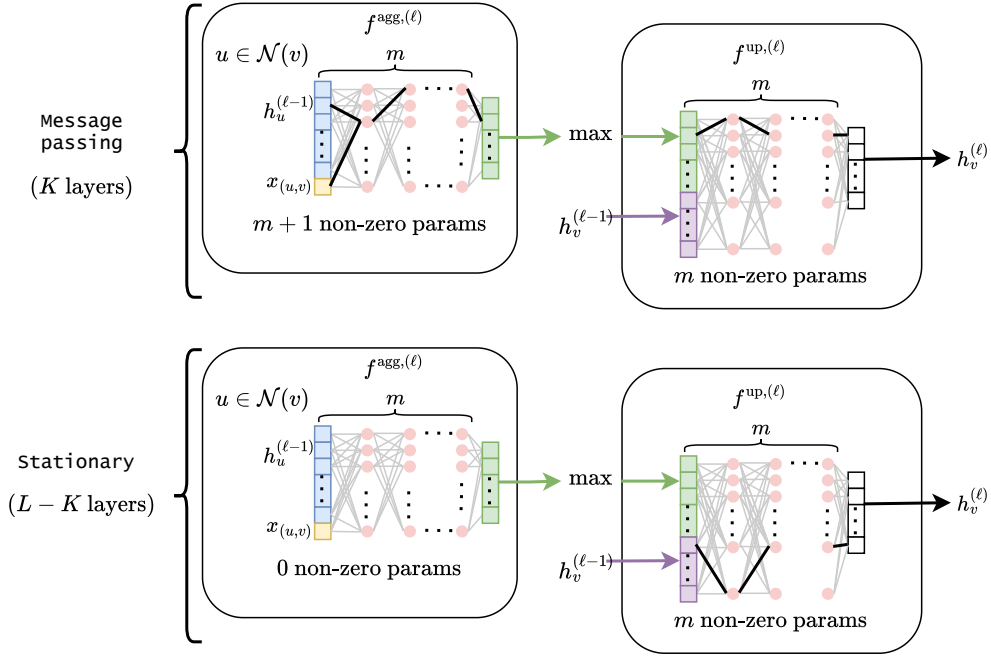 f^{agg,(ℓ)}
u ∈ 𝒩(v)
m
h_u^{(ℓ−1)}
x_{(u,v)}
m + 1 non-zero params
Message
passing
(K layers)
max
f^{up,(ℓ)}
m
h_v^{(ℓ−1)}
h_v^{(ℓ)}
m non-zero params
f^{agg,(ℓ)}
u ∈ 𝒩(v)
m
h_u^{(ℓ−1)}
x_{(u,v)}
0 non-zero params
Stationary
(L − K layers)
max
f^{up,(ℓ)}
m
h_v^{(ℓ−1)}
h_v^{(ℓ)}
m non-zero params